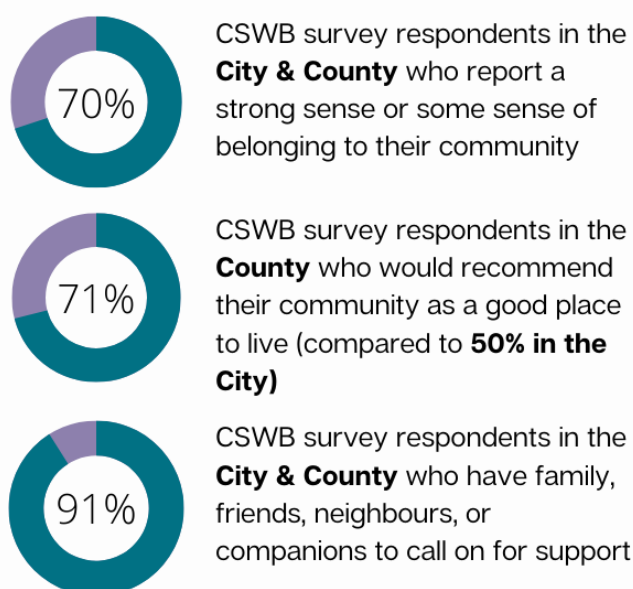 70%
CSWB survey respondents in the
City & County who report a
strong sense or some sense of
belonging to their community
71%
CSWB survey respondents in the
County who would recommend
their community as a good place
to live (compared to 50% in the
City)
91%
CSWB survey respondents in the
City & County who have family,
friends, neighbours, or
companions to call on for support